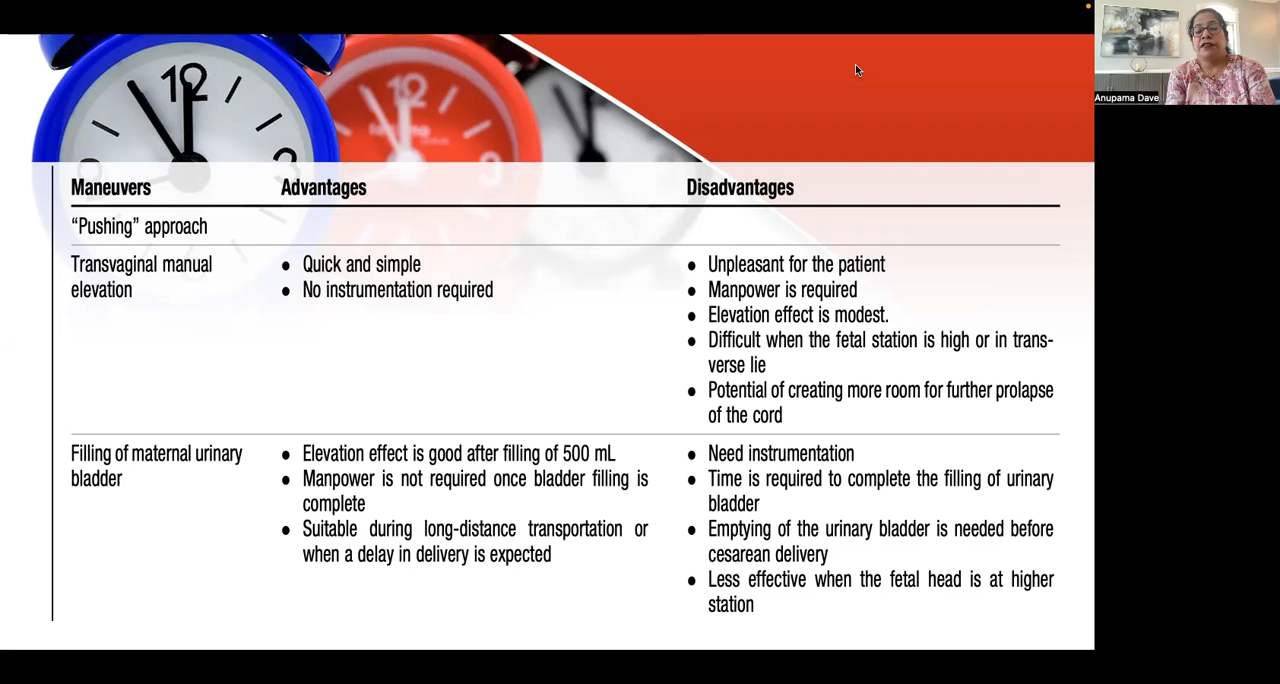 Anupama Dave
12
12
3
9
3
Maneuvers Advantages Disadvantages
“Pushing” approach
Transvaginal manual
elevation
● Quick and simple
● No instrumentation required
● Unpleasant for the patient
● Manpower is required
● Elevation effect is modest.
● Difficult when the fetal station is high or in trans-
verse lie
● Potential of creating more room for further prolapse
of the cord
Filling of maternal urinary
bladder
● Elevation effect is good after filling of 500 mL
● Manpower is not required once bladder filling is
complete
● Suitable during long-distance transportation or
when a delay in delivery is expected
● Need instrumentation
● Time is required to complete the filling of urinary
bladder
● Emptying of the urinary bladder is needed before
cesarean delivery
● Less effective when the fetal head is at higher
station